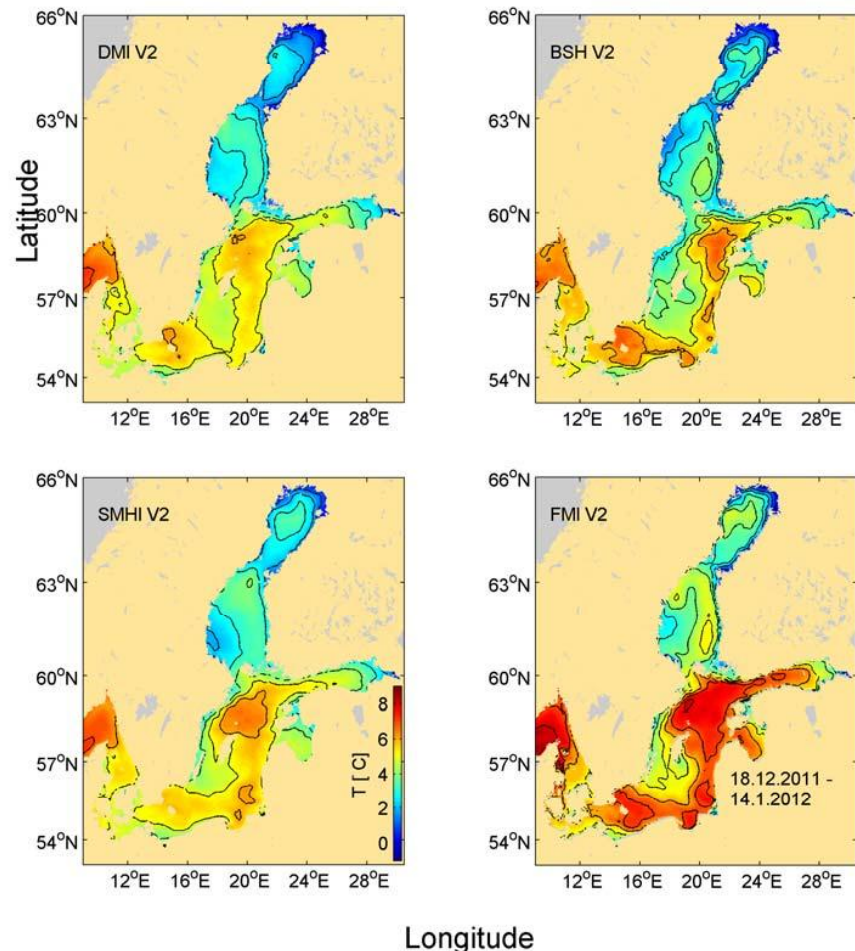 66°N
63°N
60°N
57°N
54°N
12°E 16°E 20°E 24°E 28°E
DMI V2
66°N
63°N
60°N
57°N
54°N
12°E 16°E 20°E 24°E 28°E
BSH V2
Latitude
66°N
63°N
60°N
57°N
54°N
12°E 16°E 20°E 24°E 28°E
SMHI V2
8
6
4
2
0
T [ C]
66°N
63°N
60°N
57°N
54°N
12°E 16°E 20°E 24°E 28°E
FMI V2
18.12.2011 -
14.1.2012
Longitude